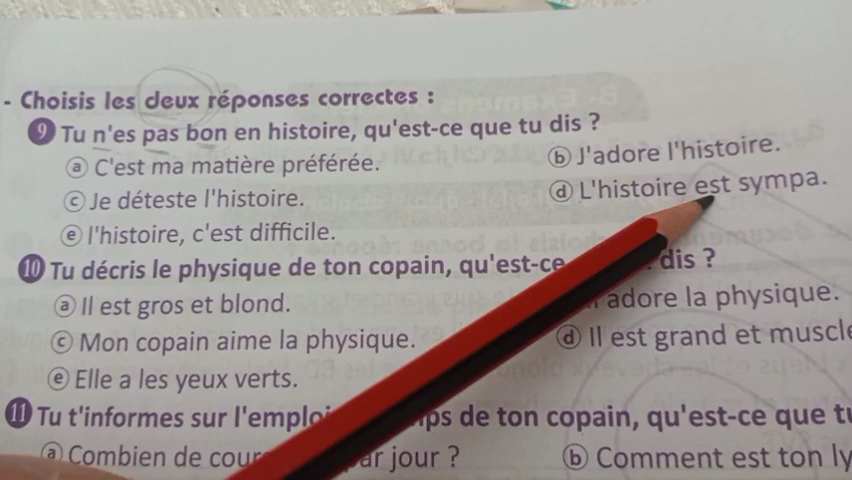 - Choisis les deux réponses correctes :
9 Tu n'es pas bon en histoire, qu'est-ce que tu dis ?
a C'est ma matière préférée.
b J'adore l'histoire.
c Je déteste l'histoire.
d L'histoire est sympa.
e l'histoire, c'est difficile.
10 Tu décris le physique de ton copain, qu'est-ce dis ?
a Il est gros et blond.
adore la physique.
c Mon copain aime la physique.
d Il est grand et muscl
e Elle a les yeux verts.
11 Tu t'informes sur l'emploi ps de ton copain, qu'est-ce que t
a Combien de cour par jour ?
b Comment est ton ly